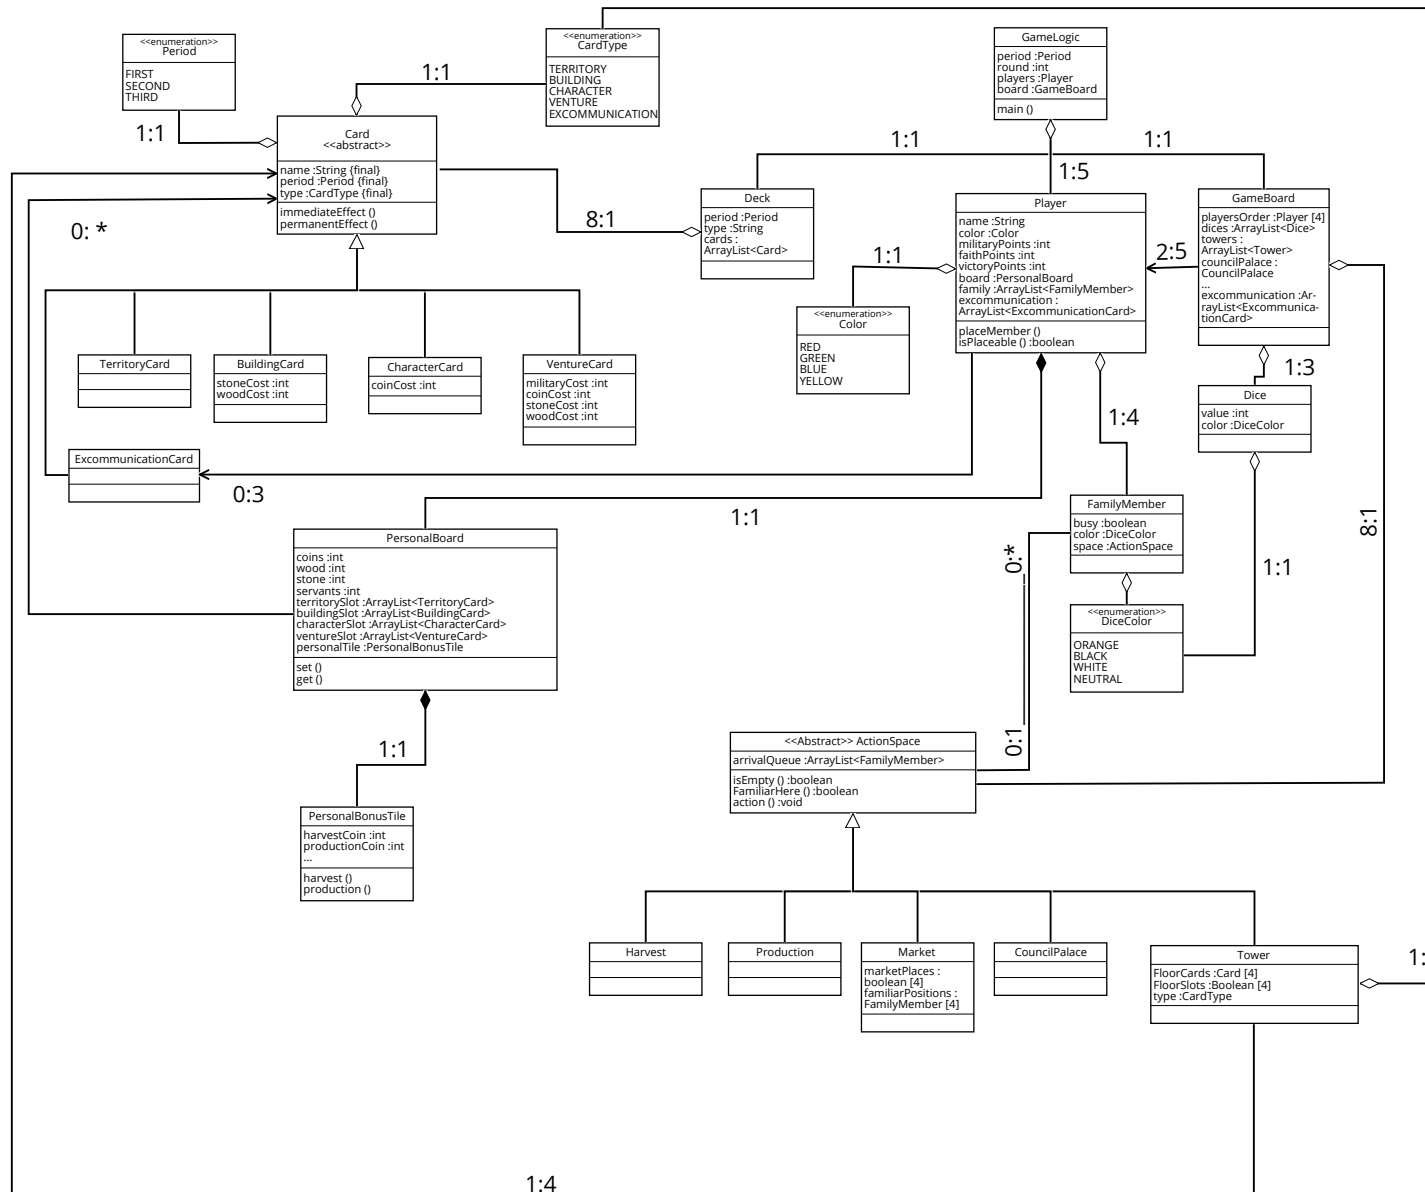 <<enumeration>>
Period
FIRST
SECOND
THIRD
1:1
1:1
<<enumeration>>
CardType
TERRITORY
BUILDING
CHARACTER
VENTURE
EXCOMMUNICATION
GameLogic
period :Period
round :int
players :Player
board :GameBoard
main ()
1:1
1:1
1:5
Card
<<abstract>>
name :String {final}
period :Period {final}
type :CardType {final}
immediateEffect ()
permanentEffect ()
0: *
8:1
Deck
period :Period
type :String
cards :
ArrayList<Card>
Player
name :String
color :Color
militaryPoints :int
faithPoints :int
victoryPoints :int
board :PersonalBoard
family :ArrayList<FamilyMember>
excommunication :
ArrayList<ExcommunicationCard>
placeMember ()
isPlaceable () :boolean
2:5
GameBoard
playersOrder :Player [4]
dices :ArrayList<Dice>
towers :
ArrayList<Tower>
councilPalace :
CouncilPalace
...
excommunication :Ar-
rayList<Excommunica-
tionCard>
1:1
<<enumeration>>
Color
RED
GREEN
BLUE
YELLOW
TerritoryCard
BuildingCard
stoneCost :int
woodCost :int
CharacterCard
coinCost :int
VentureCard
militaryCost :int
coinCost :int
stoneCost :int
woodCost :int
1:3
Dice
value :int
color :DiceColor
1:4
ExcommunicationCard
0:3
1:1
FamilyMember
busy :boolean
color :DiceColor
space :ActionSpace
8:1
1:1
PersonalBoard
coins :int
wood :int
stone :int
servants :int
territorySlot :ArrayList<TerritoryCard>
buildingSlot :ArrayList<BuildingCard>
characterSlot :ArrayList<CharacterCard>
ventureSlot :ArrayList<VentureCard>
personalTile :PersonalBonusTile
set ()
get ()
<<enumeration>>
DiceColor
ORANGE
BLACK
WHITE
NEUTRAL
0:1 0:*
1:1
<<Abstract>> ActionSpace
arrivalQueue :ArrayList<FamilyMember>
isEmpty () :boolean
FamiliarHere () :boolean
action () :void
PersonalBonusTile
harvestCoin :int
productionCoin :int
...
harvest ()
production ()
Harvest
Production
Market
marketPlaces :
boolean [4]
familiarPositions :
FamilyMember [4]
CouncilPalace
Tower
FloorCards :Card [4]
FloorSlots :Boolean [4]
type :CardType
1:
1:4